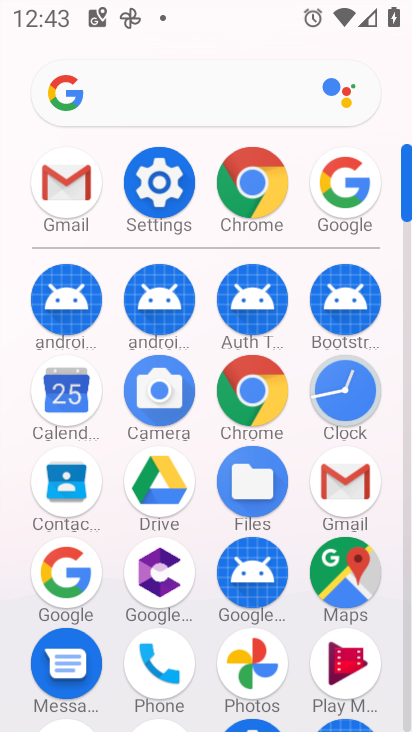 12:43
Gmail Settings Chrome Google
androi... androi... Auth T... Bootstr...
25
Calend... Camera Chrome Clock
Contac... Drive Files Gmail
Google Google... Google... Maps
Messa... Phone Photos Play M...